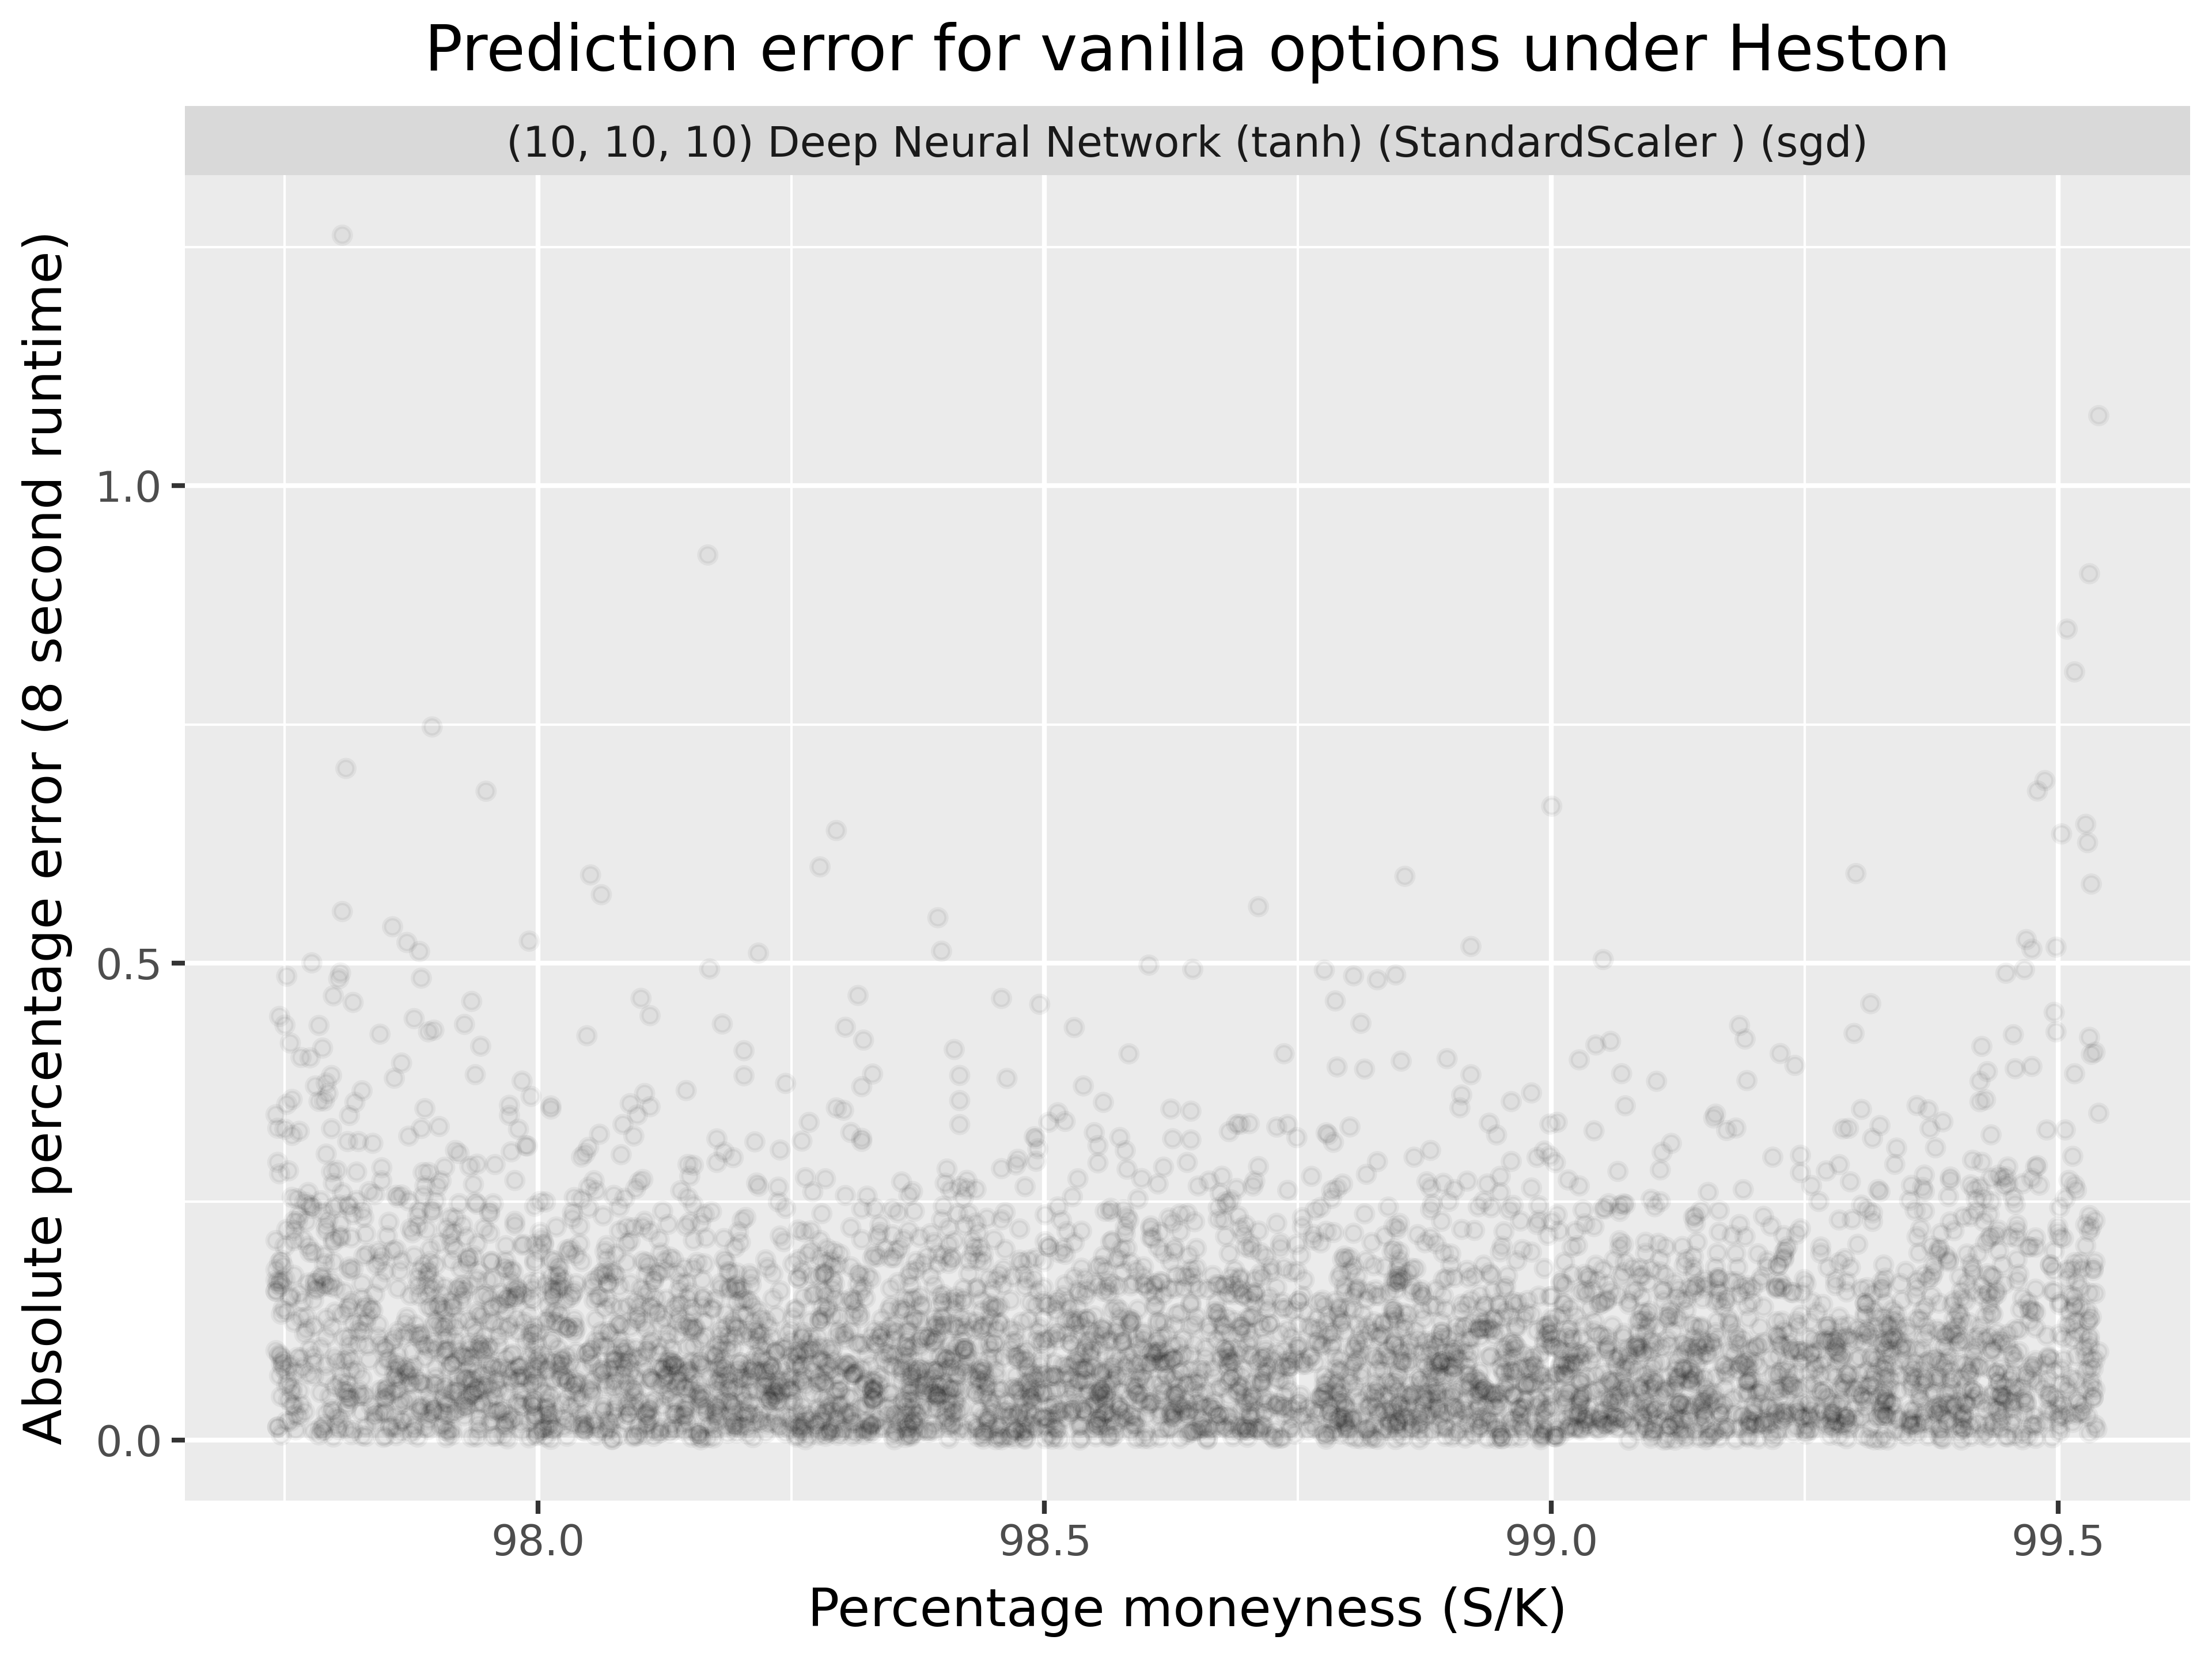 Prediction error for vanilla options under Heston
(10, 10, 10) Deep Neural Network (tanh) (StandardScaler ) (sgd)
Absolute percentage error (8 second runtime)
1.0
0.5
0.0
98.0
98.5
99.0
99.5
Percentage moneyness (S/K)